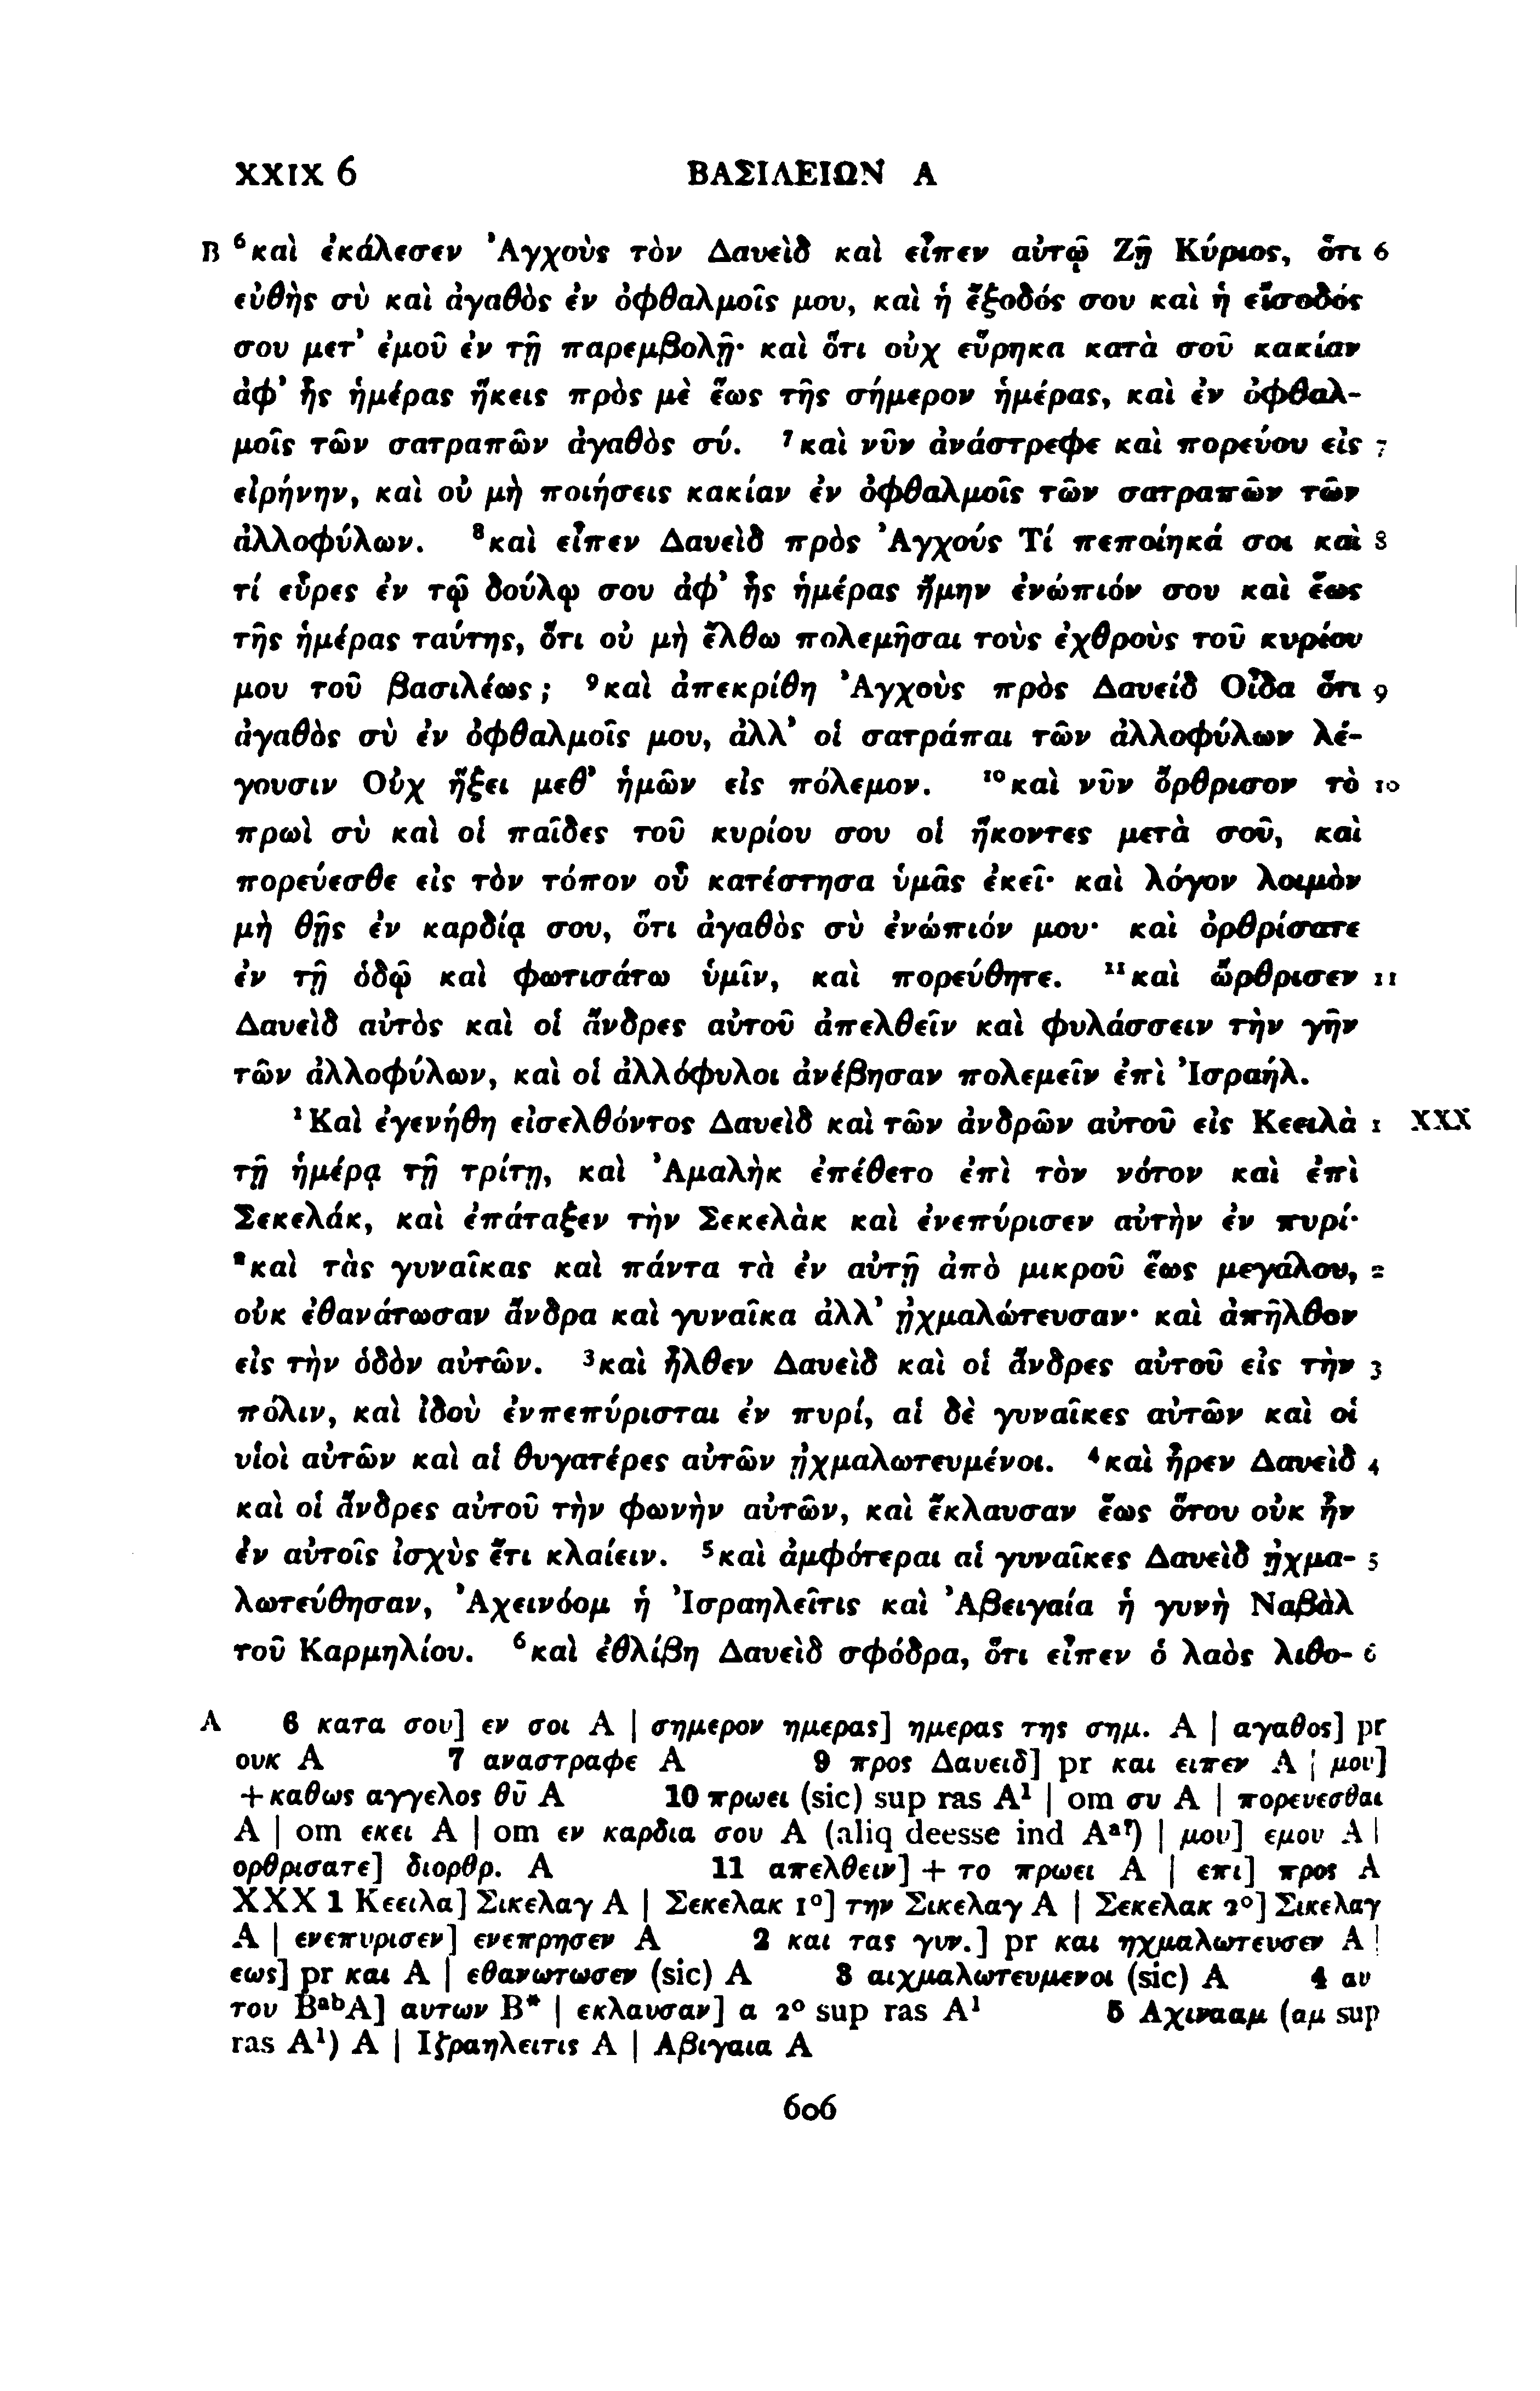 XXIX 6 ΒΑΣΙΛΕΙΩΝ Α
B ⁶καὶ ἐκάλεσεν Ἀγχοὺς τὸν Δαυεὶδ καὶ εἶπεν αὐτῷ Ζῇ Κύριος, ὅτι 6
εὐθὴς σὺ καὶ ἀγαθὸς ἐν ὀφθαλμοῖς μου, καὶ ἡ ἔξοδός σου καὶ ἡ εἴσοδός
σου μετ’ ἐμοῦ ἐν τῇ παρεμβολῇ· καὶ ὅτι οὐχ εὕρηκα κατὰ σοῦ κακίαν
ἀφ’ ἧς ἡμέρας ἥκεις πρὸς μὲ ἕως τῆς σήμερον ἡμέρας, καὶ ἐν ὀφθαλ-
μοῖς τῶν σατραπῶν ἀγαθὸς σύ. ⁷καὶ νῦν ἀνάστρεφε καὶ πορεύου εἰς 7
εἰρήνην, καὶ οὐ μὴ ποιήσεις κακίαν ἐν ὀφθαλμοῖς τῶν σατραπῶν τῶν
ἀλλοφύλων. ⁸καὶ εἶπεν Δαυεὶδ πρὸς Ἀγχούς Τί πεποίηκά σοι καὶ 8
τί εὗρες ἐν τῷ δούλῳ σου ἀφ’ ἧς ἡμέρας ἤμην ἐνώπιόν σου καὶ ἕως
τῆς ἡμέρας ταύτης, ὅτι οὐ μὴ ἔλθω πολεμῆσαι τοὺς ἐχθροὺς τοῦ κυρίου
μου τοῦ βασιλέως; ⁹καὶ ἀπεκρίθη Ἀγχοὺς πρὸς Δαυείδ Οἶδα ὅτι 9
ἀγαθὸς σὺ ἐν ὀφθαλμοῖς μου, ἀλλ’ οἱ σατράπαι τῶν ἀλλοφύλων λέ-
γουσιν Οὐχ ἥξει μεθ’ ἡμῶν εἰς πόλεμον. ¹⁰καὶ νῦν ὄρθρισον τὸ 10
πρωὶ σὺ καὶ οἱ παῖδες τοῦ κυρίου σου οἱ ἥκοντες μετὰ σοῦ, καὶ
πορεύεσθε εἰς τὸν τόπον οὗ κατέστησα ὑμᾶς ἐκεῖ· καὶ λόγον λοιμὸν
μὴ θῇς ἐν καρδίᾳ σου, ὅτι ἀγαθὸς σὺ ἐνώπιόν μου· καὶ ὀρθρίσατε
ἐν τῇ ὁδῷ καὶ φωτισάτω ὑμῖν, καὶ πορεύθητε. ¹¹καὶ ὤρθρισεν 11
Δαυεὶδ αὐτὸς καὶ οἱ ἄνδρες αὐτοῦ ἀπελθεῖν καὶ φυλάσσειν τὴν γῆν
τῶν ἀλλοφύλων, καὶ οἱ ἀλλόφυλοι ἀνέβησαν πολεμεῖν ἐπὶ Ἰσραήλ.
¹Καὶ ἐγενήθη εἰσελθόντος Δαυεὶδ καὶ τῶν ἀνδρῶν αὐτοῦ εἰς Κεειλὰ 1 XXX
τῇ ἡμέρᾳ τῇ τρίτῃ, καὶ Ἀμαλὴκ ἐπέθετο ἐπὶ τὸν νότον καὶ ἐπὶ
Σεκελάκ, καὶ ἐπάταξεν τὴν Σεκελὰκ καὶ ἐνεπύρισεν αὐτὴν ἐν πυρί·
²καὶ τὰς γυναῖκας καὶ πάντα τὰ ἐν αὐτῇ ἀπὸ μικροῦ ἕως μεγάλου, 2
οὐκ ἐθανάτωσαν ἄνδρα καὶ γυναῖκα ἀλλ’ ᾐχμαλώτευσαν· καὶ ἀπῆλθον
εἰς τὴν ὁδὸν αὐτῶν. ³καὶ ἦλθεν Δαυεὶδ καὶ οἱ ἄνδρες αὐτοῦ εἰς τὴν 3
πόλιν, καὶ ἰδοὺ ἐνπεπύρισται ἐν πυρί, αἱ δὲ γυναῖκες αὐτῶν καὶ οἱ
υἱοὶ αὐτῶν καὶ αἱ θυγατέρες αὐτῶν ᾐχμαλωτευμένοι. ⁴καὶ ἦρεν Δαυεὶδ 4
καὶ οἱ ἄνδρες αὐτοῦ τὴν φωνὴν αὐτῶν, καὶ ἔκλαυσαν ἕως ὅτου οὐκ ἦν
ἐν αὐτοῖς ἰσχὺς ἔτι κλαίειν. ⁵καὶ ἀμφότεραι αἱ γυναῖκες Δαυεὶδ ᾐχμα- 5
λωτεύθησαν, Ἀχεινόομ ἡ Ἰσραηλεῖτις καὶ Ἀβειγαία ἡ γυνὴ Ναβὰλ
τοῦ Καρμηλίου. ⁶καὶ ἐθλίβη Δαυεὶδ σφόδρα, ὅτι εἶπεν ὁ λαὸς λιθο- 6
A 6 κατα σου] εν σοι A | σημερον ημερας] ημερας της σημ. A | αγαθος] pr
ουκ A 7 αναστραφε A 9 προς Δαυειδ] pr και ειπεν A | μου]
+καθως αγγελος θῡ A 10 πρωει (sic) sup ras A¹ | om συ A | πορευεσθαι
A | om εκει A | om εν καρδια σου A (aliq deesse ind Aᵃ?) | μου] εμου A |
ορθρισατε] διορθρ. A 11 απελθειν] + το πρωει A | επι] προς A
XXX 1 Κεειλα] Σικελαγ A | Σεκελακ 1°] την Σικελαγ A | Σεκελακ 2°] Σικελαγ
A | ενεπυρισεν] ενεπρησεν A 2 και τας γυν.] pr και ηχμαλωτευσεν A |
εως] pr και A | εθανωτωσεν (sic) A 3 αιχμαλωτευμενοι (sic) A 4 αυ
του BᵃᵇA] αυτων B* | εκλαυσαν] α 2° sup ras A¹ 5 Αχινααμ (αμ sup
ras A¹) A | Ιζραηλειτις A | Αβιγαια A
606